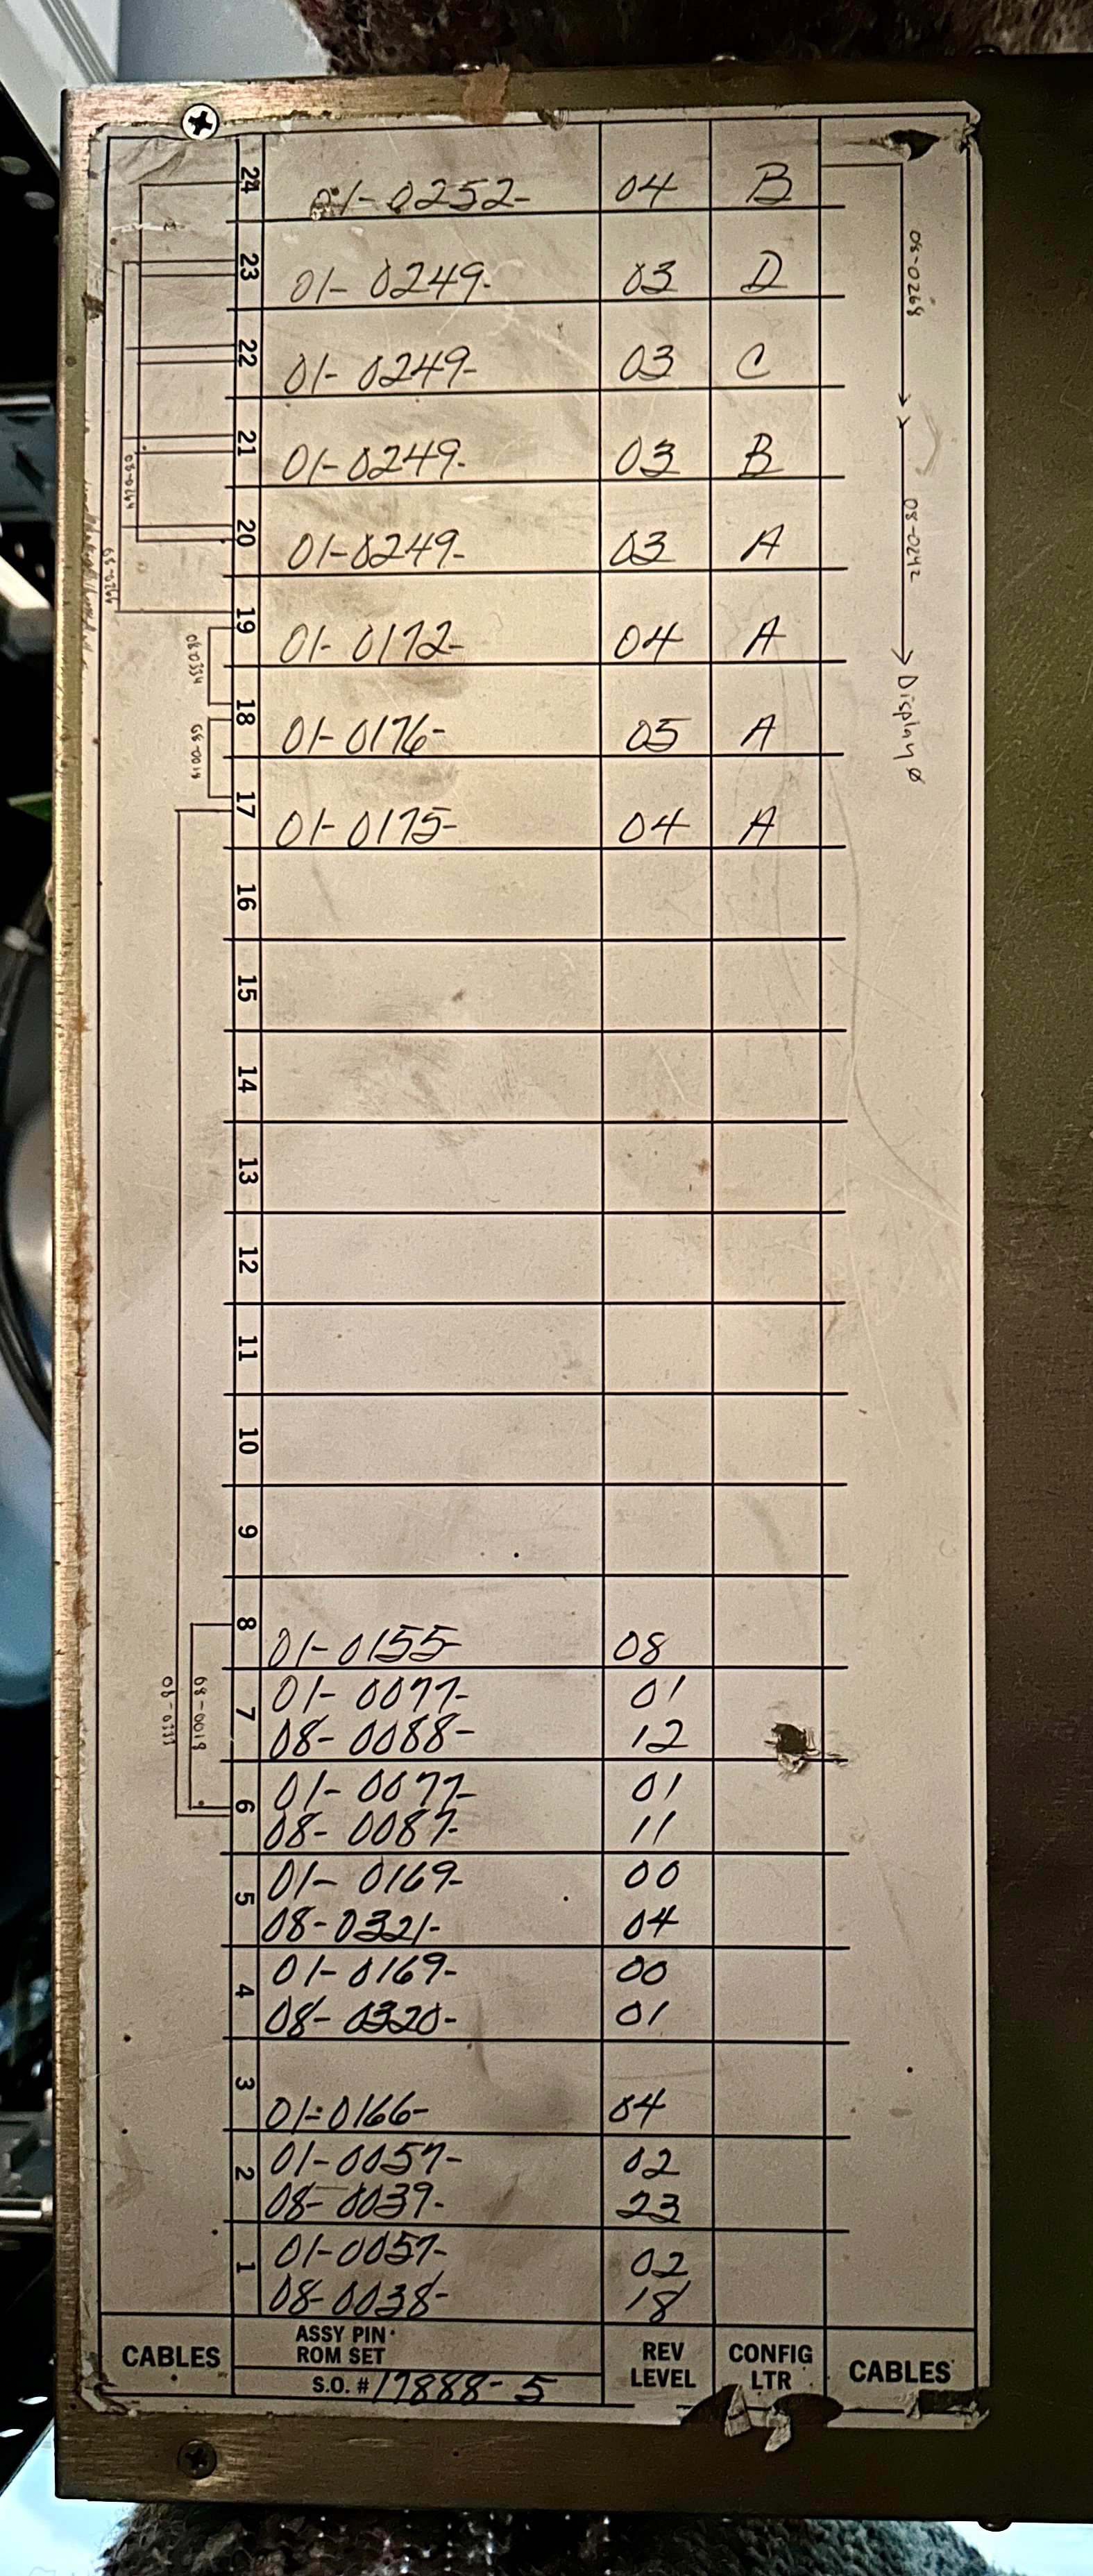 24 01-0252- 04 B
08-0268
23 01-0249- 03 D
22 01-0249- 03 C
21 01-0249- 03 B
08-0264
08-0242
20 01-0249- 03 A
08-0266
19 01-0172- 04 A
08-0334
Display ø
18 01-0176- 05 A
08-0019
17 01-0175- 04 A
16
15
14
13
12
11
10
9
8 01-0155- 08
7 01-0077- 01
08-0088- 12
08-0019
08-0333
6 01-0077- 01
08-0087- 11
5 01-0169- 00
08-0321- 04
4 01-0169- 00
08-0320- 01
3 01-0166- 04
2 01-0057- 02
08-0039- 23
1 01-0057- 02
08-0038- 18
CABLES
ASSY PIN
ROM SET
S.O. # 17888-5
REV
LEVEL
CONFIG
LTR
CABLES